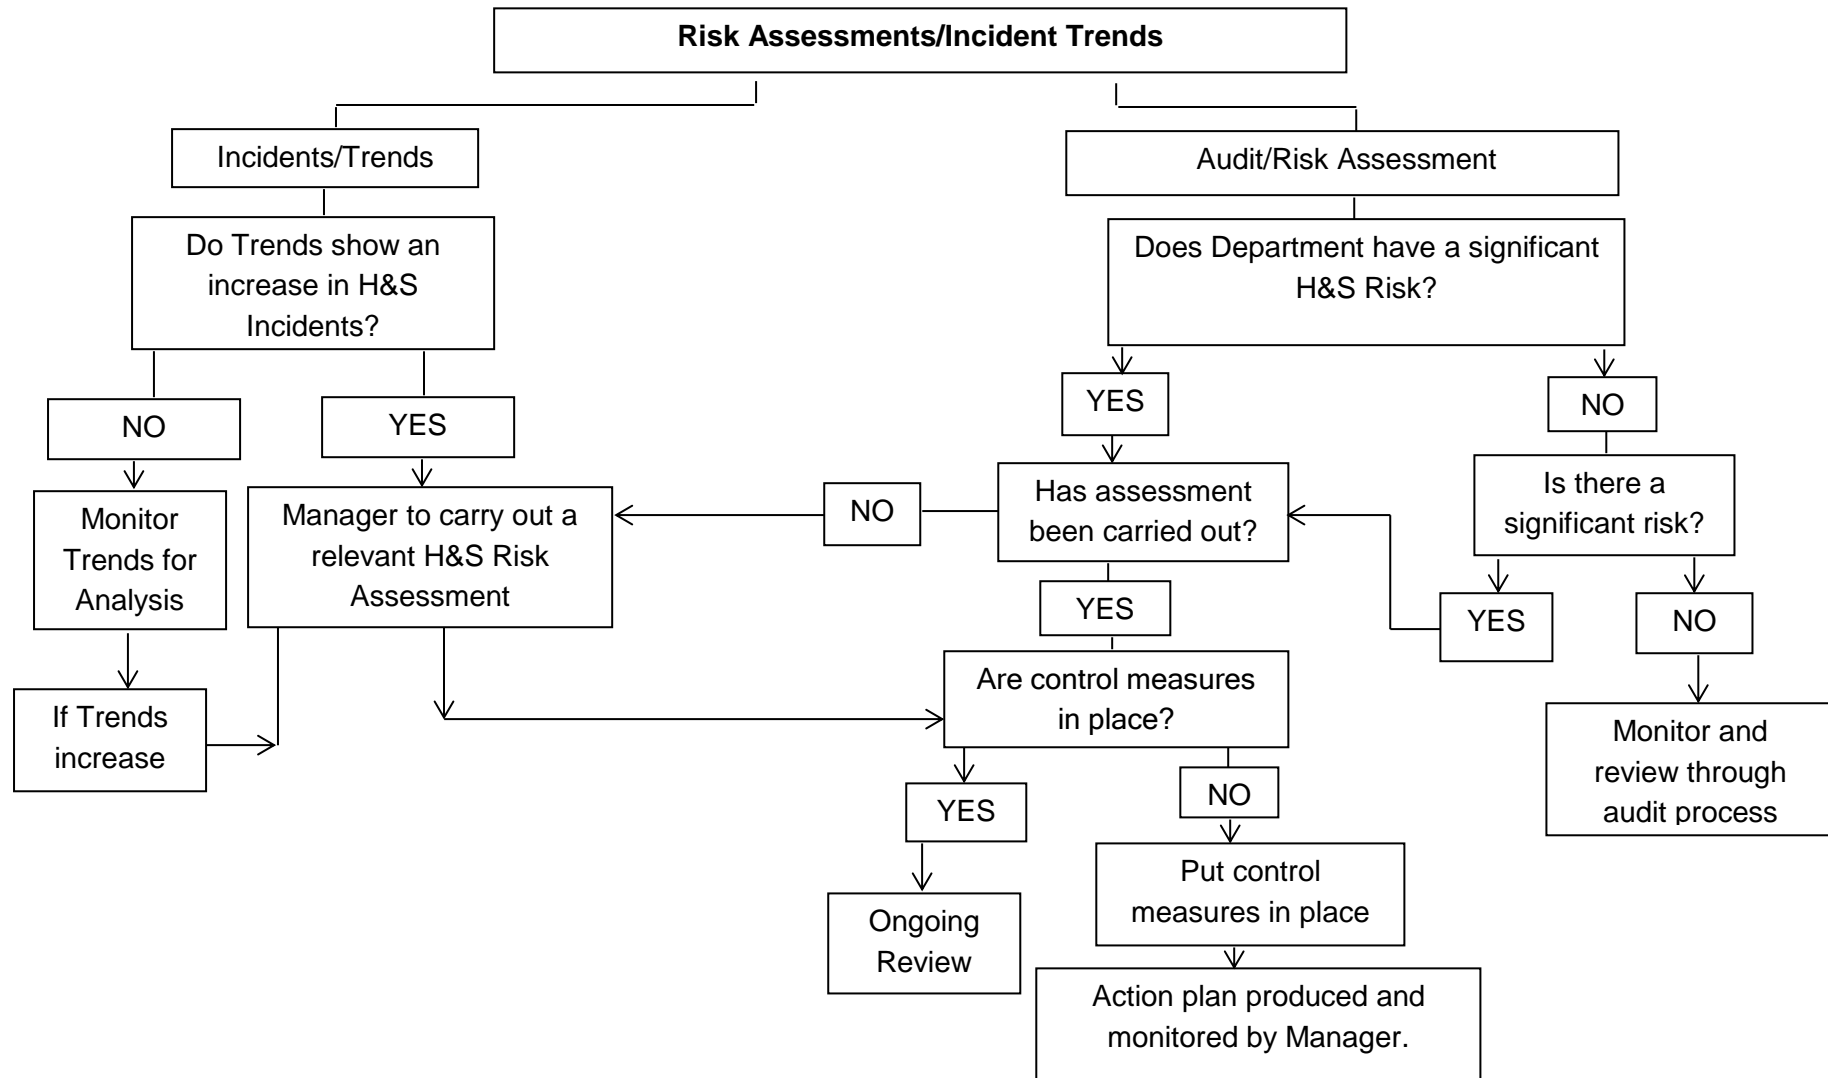 Risk Assessments/Incident Trends
Incidents/Trends
Audit/Risk Assessment
Do Trends show an
increase in H&S
Incidents?
Does Department have a significant
H&S Risk?
NO
YES
YES
NO
Monitor
Trends for
Analysis
Manager to carry out a
relevant H&S Risk
Assessment
NO
Has assessment
been carried out?
Is there a
significant risk?
YES
YES
NO
If Trends
increase
Are control measures
in place?
Monitor and
review through
audit process
YES
NO
Ongoing
Review
Put control
measures in place
Action plan produced and
monitored by Manager.